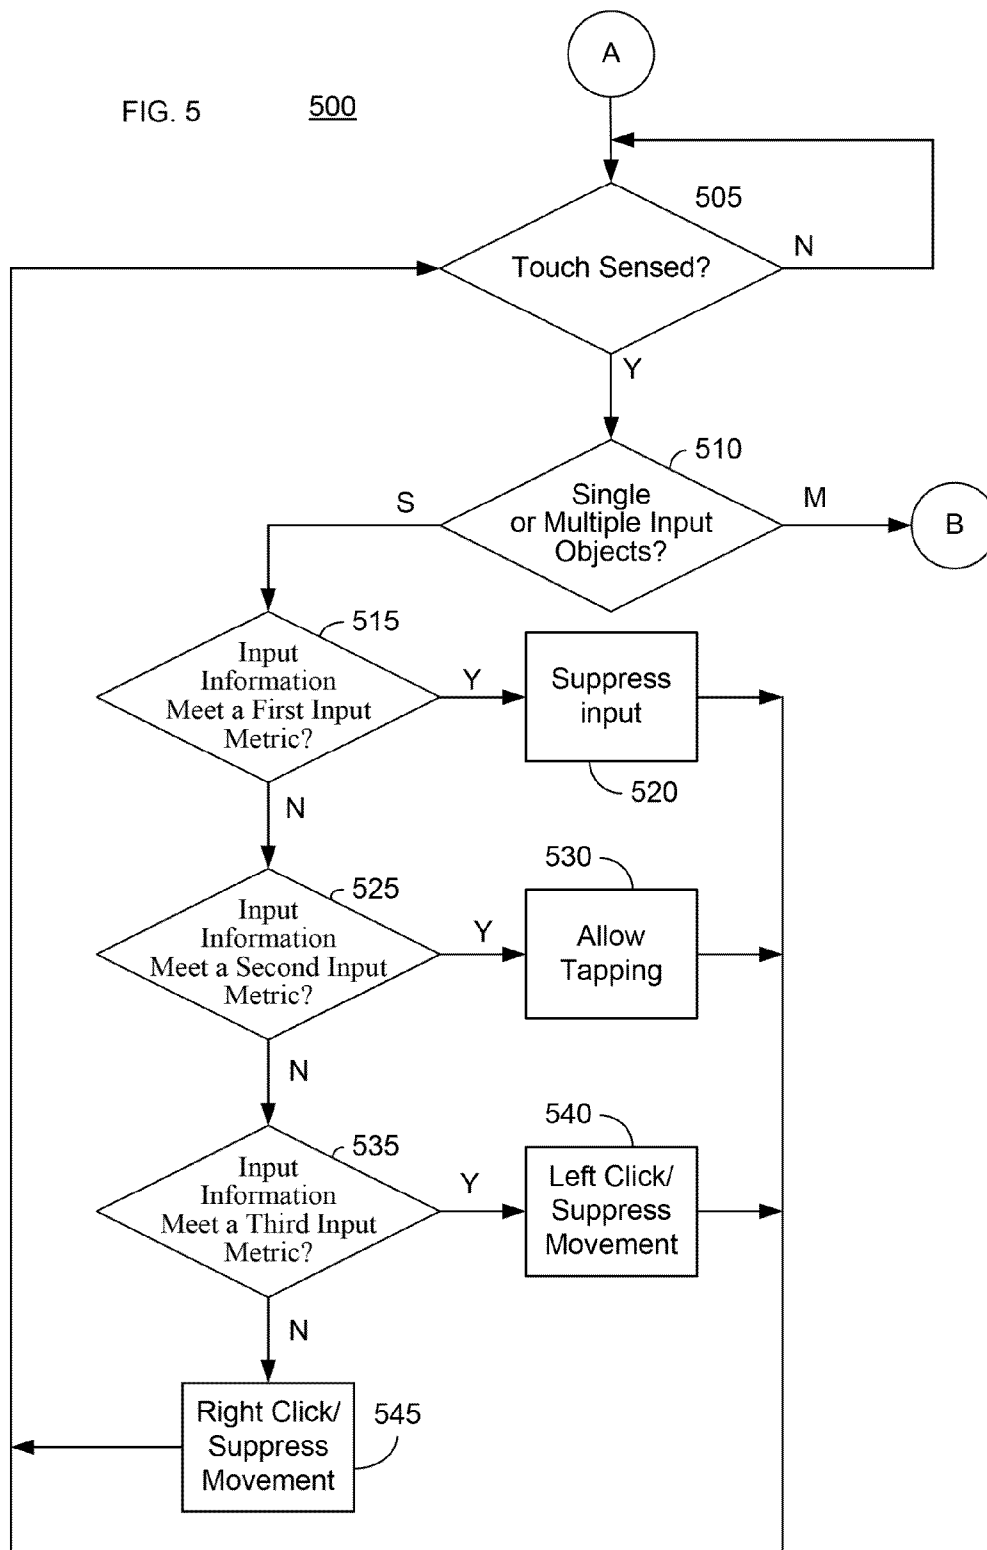 A
FIG. 5
500
505
Touch Sensed?
N
Y
510
S
Single
or Multiple Input
Objects?
M
B
515
Input
Information
Meet a First Input
Metric?
Y
Suppress
input
520
N
525
Input
Information
Meet a Second Input
Metric?
Y
530
Allow
Tapping
N
535
Input
Information
Meet a Third Input
Metric?
Y
540
Left Click/
Suppress
Movement
N
Right Click/
Suppress
Movement
545